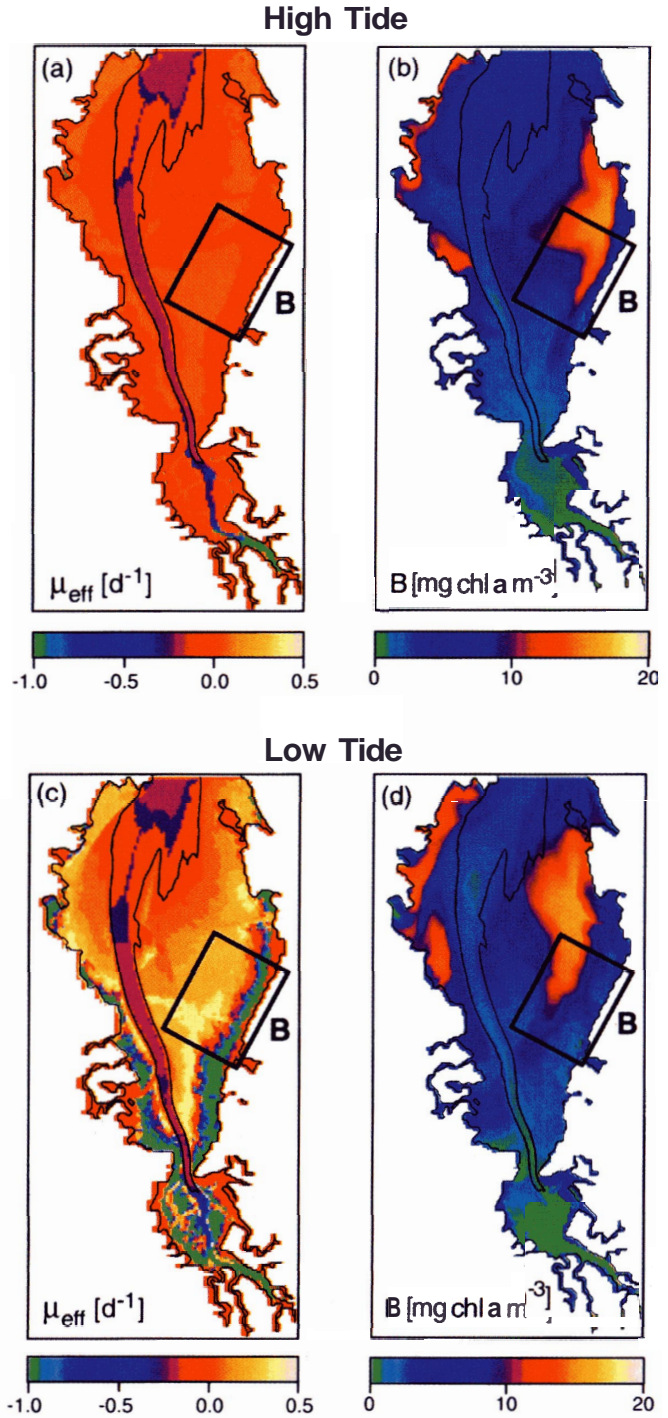 High Tide
(a)
(b)
B
B
μeff [d-1]
B [mg chl a m-3]
-1.0 -0.5 0.0 0.5
0 10 20
Low Tide
(c)
(d)
B
B
μeff [d-1]
B [mg chl a m-3]
-1.0 -0.5 0.0 0.5
0 10 20